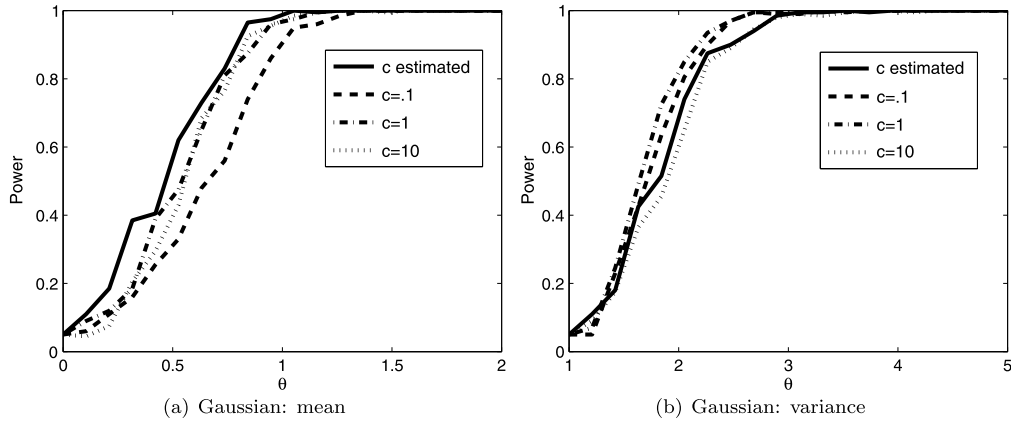 1
0.8
0.6
0.4
0.2
0
Power
0 0.5 1 1.5 2
θ
c estimated
c=.1
c=1
c=10
(a) Gaussian: mean
1
0.8
0.6
0.4
0.2
0
Power
1 2 3 4 5
θ
c estimated
c=.1
c=1
c=10
(b) Gaussian: variance